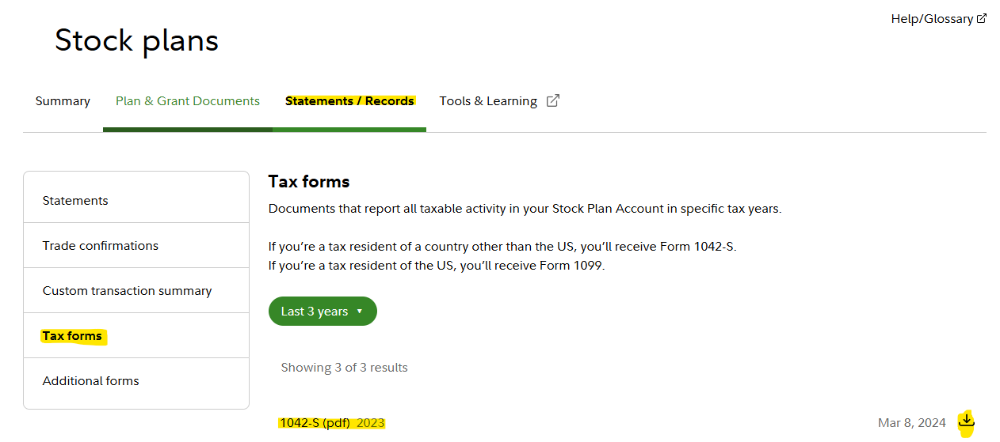 Help/Glossary
Stock plans
Summary
Plan & Grant Documents
Statements / Records
Tools & Learning
Statements
Trade confirmations
Custom transaction summary
Tax forms
Additional forms
Tax forms
Documents that report all taxable activity in your Stock Plan Account in specific tax years.
If you’re a tax resident of a country other than the US, you’ll receive Form 1042-S.
If you’re a tax resident of the US, you’ll receive Form 1099.
Last 3 years
Showing 3 of 3 results
1042-S (pdf) 2023
Mar 8, 2024